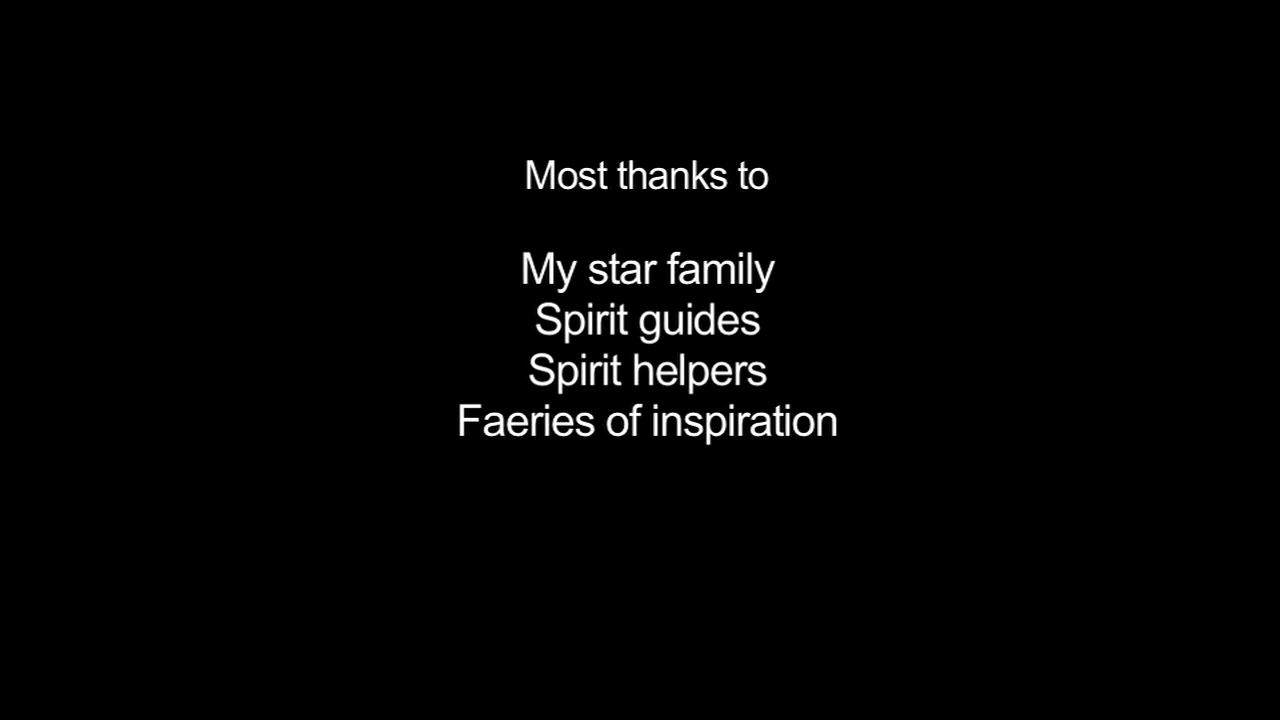 Most thanks to
My star family
Spirit guides
Spirit helpers
Faeries of inspiration